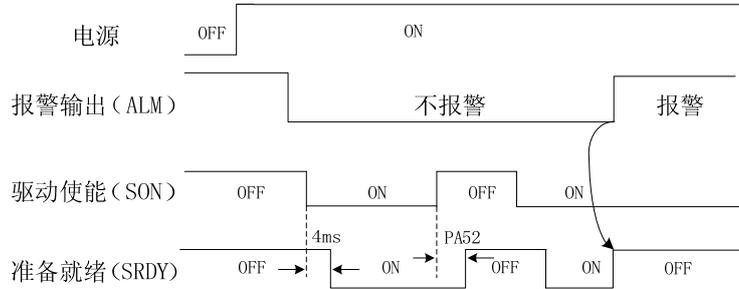 电源 OFF ON
报警输出(ALM) 不报警 报警
驱动使能(SON) OFF ON OFF ON
4ms PA52
准备就绪(SRDY) OFF ON OFF ON OFF